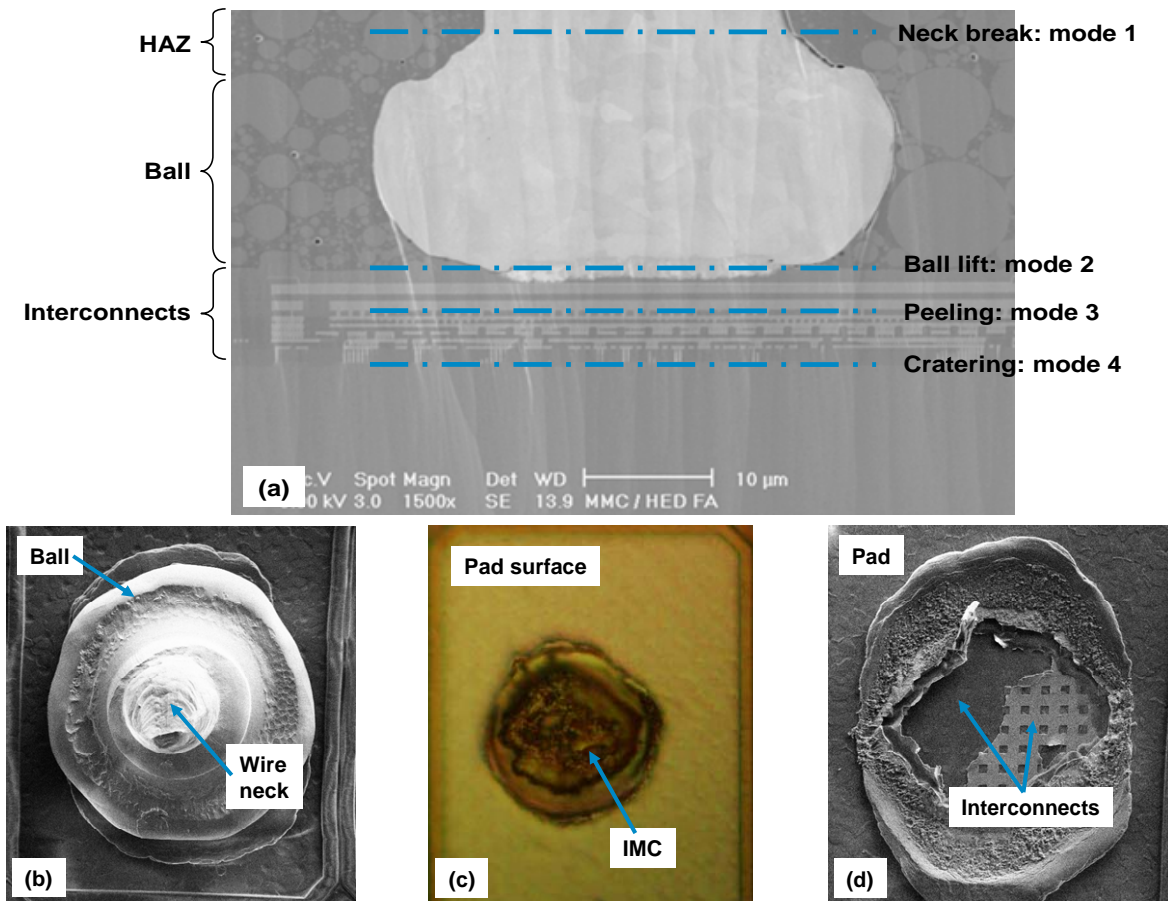 HAZ
Neck break: mode 1
Ball
Ball lift: mode 2
Interconnects
Peeling: mode 3
Cratering: mode 4
(a)
c.V Spot Magn Det WD 10 µm
kV 3.0 1500x SE 13.9 MMC / HED FA
Ball
Wire
neck
(b)
Pad surface
IMC
(c)
Pad
Interconnects
(d)